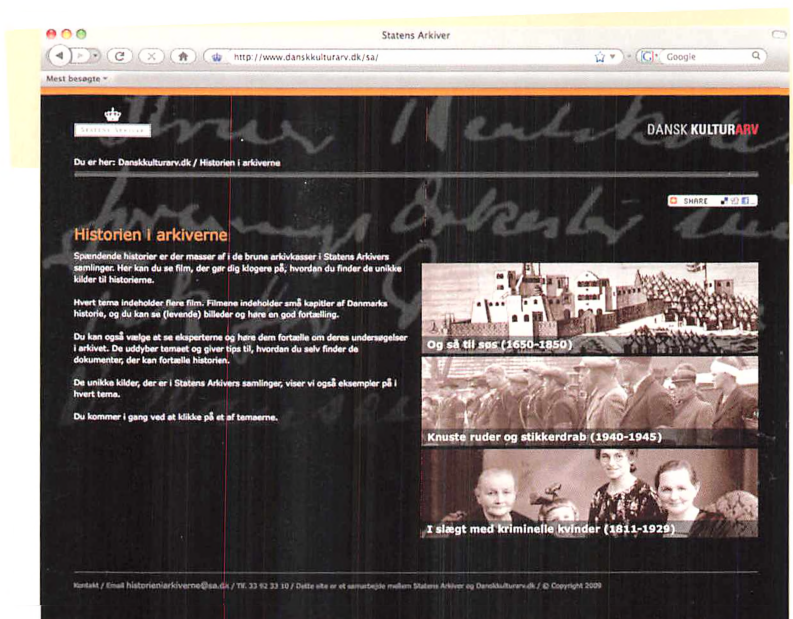 Statens Arkiver
http://www.danskkulturarv.dk/sa/
Google
Mest besøgte
STATENS ARKIVER
DANSK KULTURARV
Du er her: Danskkulturarv.dk / Historien i arkiverne
SHARE
Historien i arkiverne
Spændende historier er der masser af i de brune arkivkasser i Statens Arkivers
samlinger. Her kan du se film, der gør dig klogere på, hvordan du finder de unikke
kilder til historierne.
Hvert tema indeholder flere film. Filmene indeholder små kapitler af Danmarks
historie, og du kan se (levende) billeder og høre en god fortælling.
Du kan også vælge at se eksperterne og høre dem fortælle om deres undersøgelser
i arkivet. De uddyber temaet og giver tips til, hvordan du selv finder de
dokumenter, der kan fortælle historien.
De unikke kilder, der er i Statens Arkivers samlinger, viser vi også eksempler på i
hvert tema.
Du kommer i gang ved at klikke på et af temaerne.
Og så til søs (1650-1850)
Knuste ruder og stikkerdrab (1940-1945)
I slægt med kriminelle kvinder (1811-1929)
Kontakt / Email historieniarkiverne@sa.dk / Tlf. 33 92 33 10 / Dette site er et samarbejde mellem Statens Arkiver og Danskkulturarv.dk / © Copyright 2009